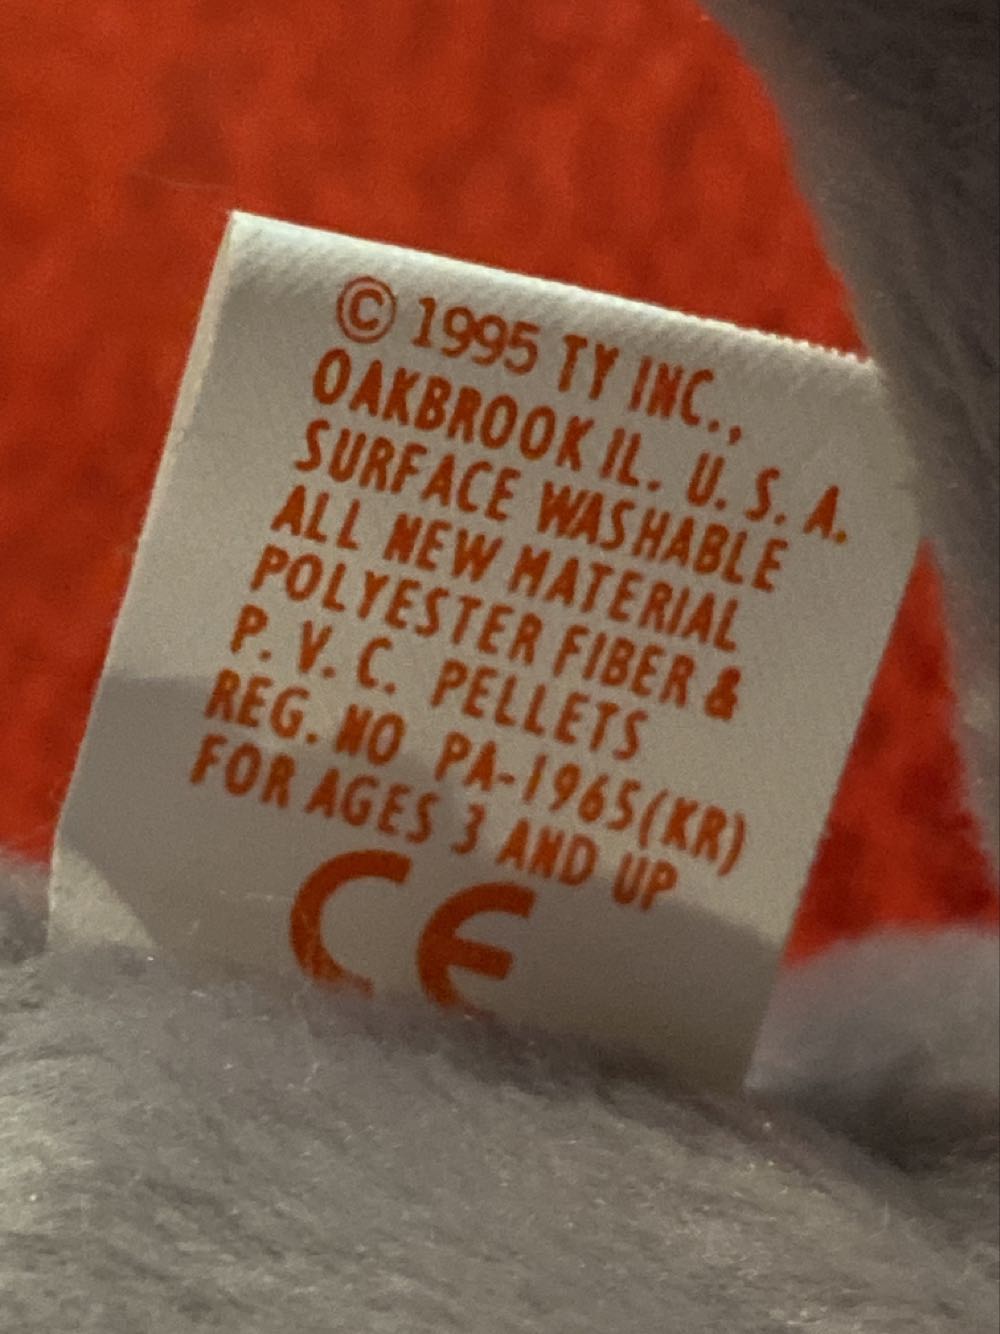 © 1995 TY INC.,
OAKBROOK IL. U. S. A.
SURFACE WASHABLE
ALL NEW MATERIAL
POLYESTER FIBER &
P. V. C. PELLETS
REG. NO PA-1965(KR)
FOR AGES 3 AND UP
CE